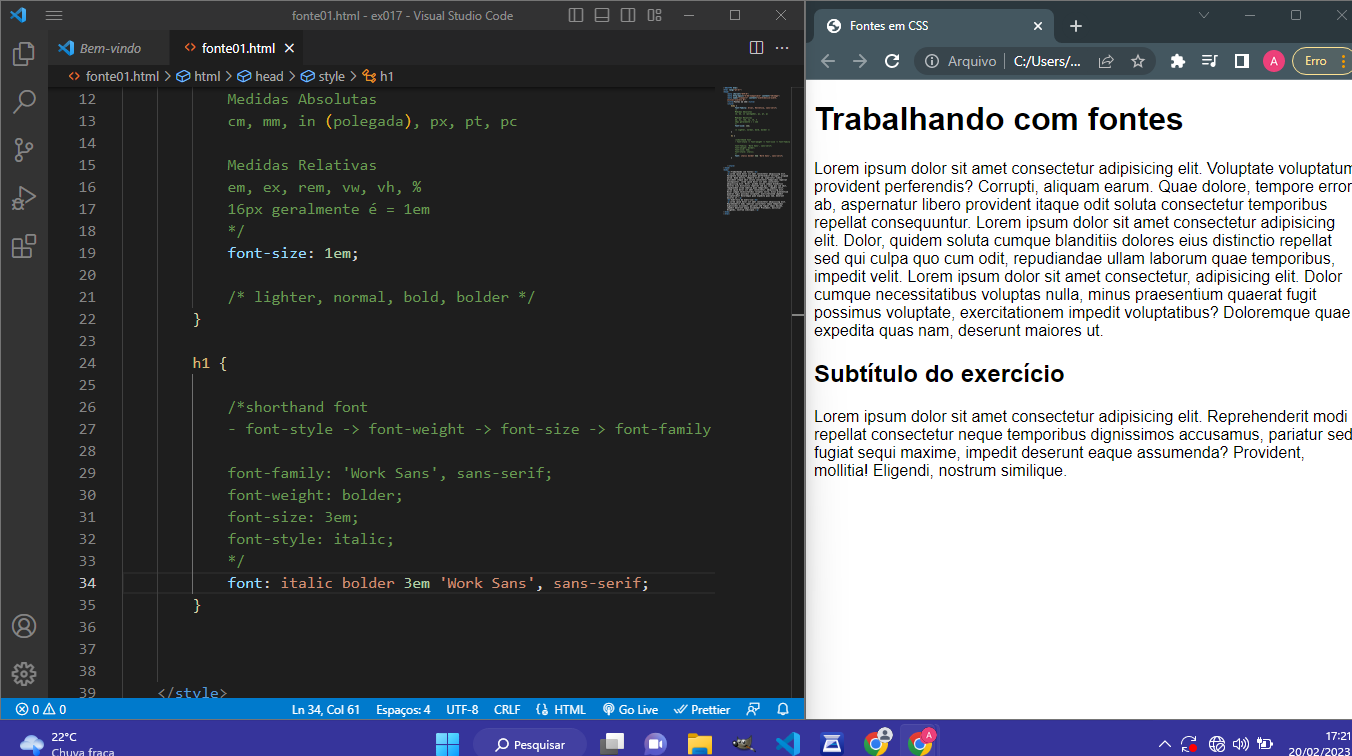 fonte01.html - ex017 - Visual Studio Code
Bem-vindo
fonte01.html
fonte01.html > html > head > style > h1
12 Medidas Absolutas
13 cm, mm, in (polegada), px, pt, pc
14
15 Medidas Relativas
16 em, ex, rem, vw, vh, %
17 16px geralmente é = 1em
18 */
19 font-size: 1em;
20
21 /* lighter, normal, bold, bolder */
22 }
23
24 h1 {
25
26 /*shorthand font
27 - font-style -> font-weight -> font-size -> font-family
28
29 font-family: 'Work Sans', sans-serif;
30 font-weight: bolder;
31 font-size: 3em;
32 font-style: italic;
33 */
34 font: italic bolder 3em 'Work Sans', sans-serif;
35 }
36
37
38
39 </style>
0 0 Ln 34, Col 61 Espaços: 4 UTF-8 CRLF HTML Go Live Prettier
Fontes em CSS
Arquivo C:/Users/... A Erro
Trabalhando com fontes
Lorem ipsum dolor sit amet consectetur adipisicing elit. Voluptate voluptatum
provident perferendis? Corrupti, aliquam earum. Quae dolore, tempore error
ab, aspernatur libero provident itaque odit soluta consectetur temporibus
repellat consequuntur. Lorem ipsum dolor sit amet consectetur adipisicing
elit. Dolor, quidem soluta cumque blanditiis dolores eius distinctio repellat
sed qui culpa quo cum odit, repudiandae ullam laborum quae temporibus,
impedit velit. Lorem ipsum dolor sit amet consectetur, adipisicing elit. Dolor
cumque necessitatibus voluptas nulla, minus praesentium quaerat fugit
possimus voluptate, exercitationem impedit voluptatibus? Doloremque quae
expedita quas nam, deserunt maiores ut.
Subtítulo do exercício
Lorem ipsum dolor sit amet consectetur adipisicing elit. Reprehenderit modi
repellat consectetur neque temporibus dignissimos accusamus, pariatur sed
fugiat sequi maxime, impedit deserunt eaque assumenda? Provident,
mollitia! Eligendi, nostrum similique.
22°C
Chuva fraca
Pesquisar
A
17:21
20/02/2023